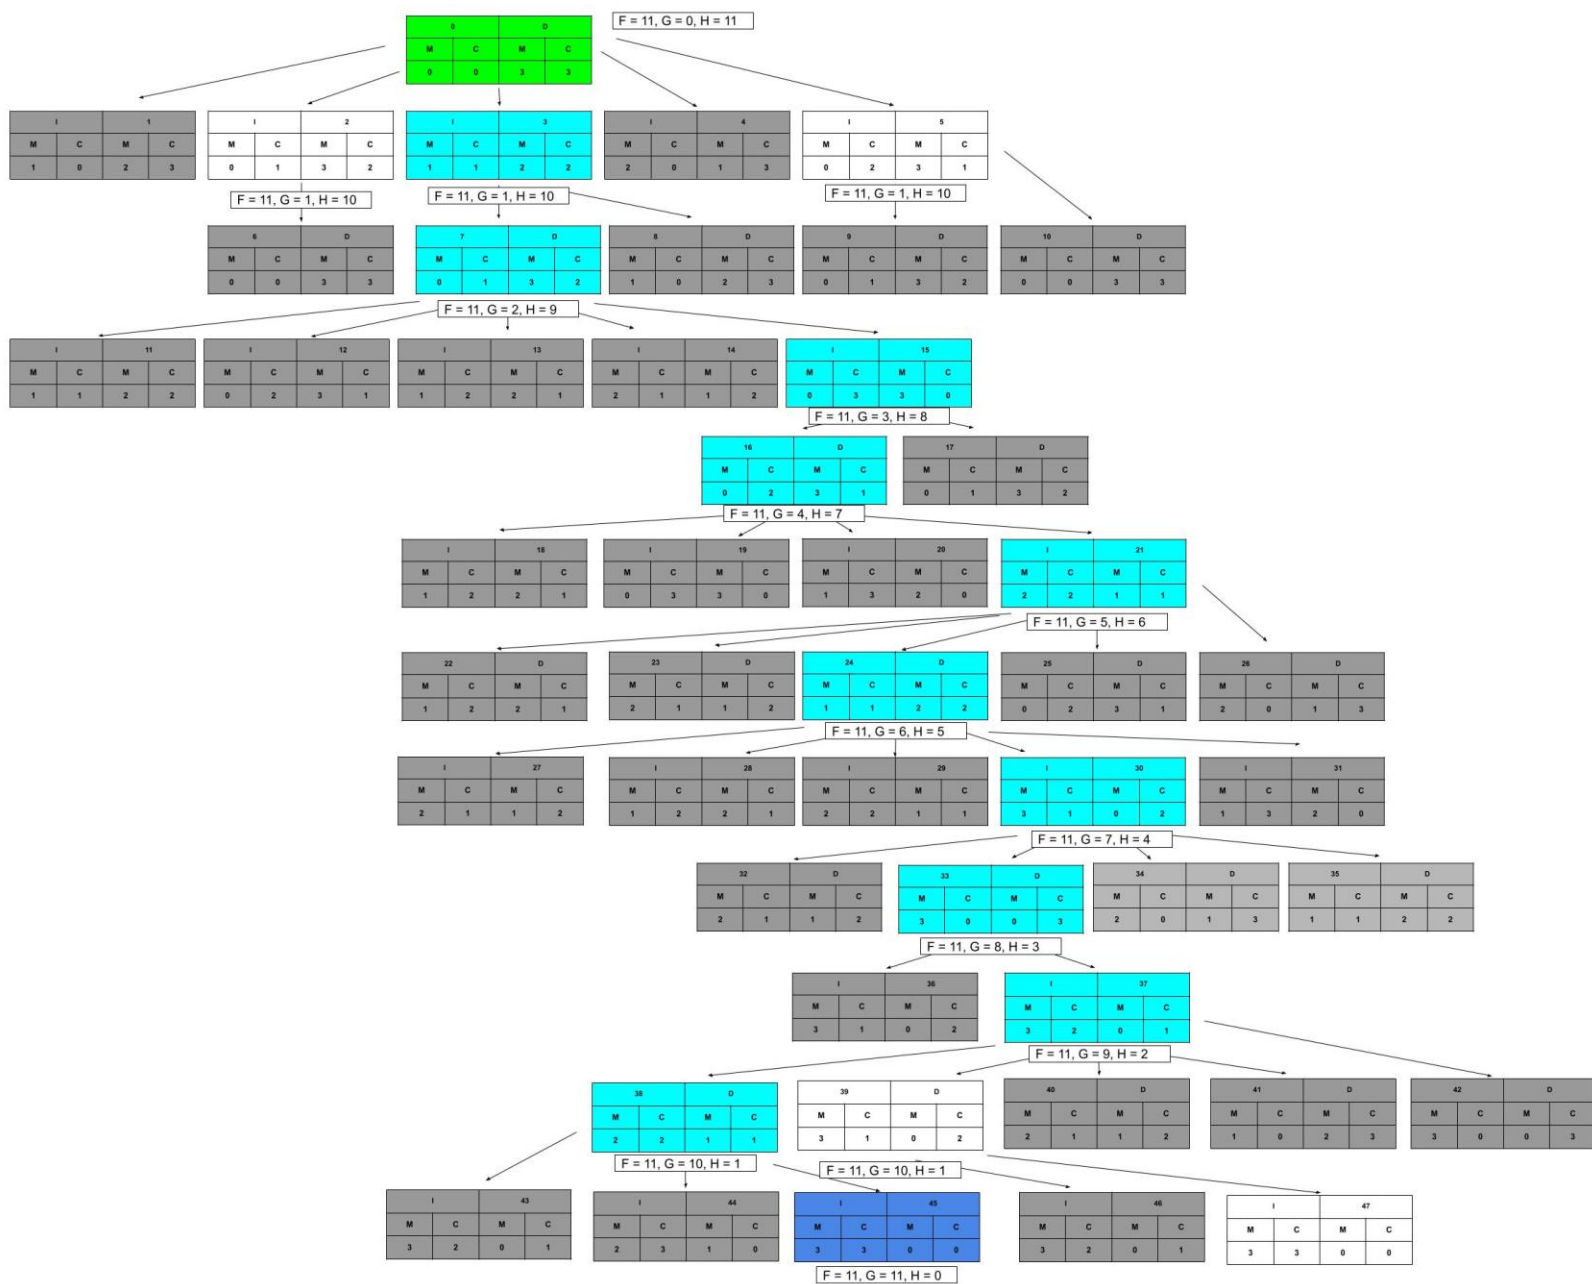 0 D
F = 11, G = 0, H = 11
M C M C
0 0 3 3
I 1 I 2 I 3 I 4 I 5
M C M C M C M C M C M C M C M C M C M C
1 0 2 3 0 1 3 2 1 1 2 2 2 0 1 3 0 2 3 1
F = 11, G = 1, H = 10 F = 11, G = 1, H = 10 F = 11, G = 1, H = 10
6 D 7 D 8 D 9 D 10 D
M C M C M C M C M C M C M C M C M C M C
0 0 3 3 0 1 3 2 1 0 2 3 0 1 3 2 0 0 3 3
F = 11, G = 2, H = 9
I 11 I 12 I 13 I 14 I 15
M C M C M C M C M C M C M C M C M C M C
1 1 2 2 0 2 3 1 1 2 2 1 2 1 1 2 0 3 3 0
F = 11, G = 3, H = 8
16 D 17 D
M C M C M C M C
0 2 3 1 0 1 3 2
F = 11, G = 4, H = 7
I 18 I 19 I 20 I 21
M C M C M C M C M C M C M C M C
1 2 2 1 0 3 3 0 1 3 2 0 2 2 1 1
F = 11, G = 5, H = 6
22 D 23 D 24 D 25 D 26 D
M C M C M C M C M C M C M C M C M C M C
1 2 2 1 2 1 1 2 1 1 2 2 0 2 3 1 2 0 1 3
F = 11, G = 6, H = 5
I 27 I 28 I 29 I 30 I 31
M C M C M C M C M C M C M C M C M C M C
2 1 1 2 1 2 2 1 2 2 1 1 3 1 0 2 1 3 2 0
F = 11, G = 7, H = 4
32 D 33 D 34 D 35 D
M C M C M C M C M C M C M C M C
2 1 1 2 3 0 0 3 2 0 1 3 1 1 2 2
F = 11, G = 8, H = 3
I 36 I 37
M C M C M C M C
3 1 0 2 3 2 0 1
F = 11, G = 9, H = 2
38 D 39 D 40 D 41 D 42 D
M C M C M C M C M C M C M C M C M C M C
2 2 1 1 3 1 0 2 2 1 1 2 1 0 2 3 3 0 0 3
F = 11, G = 10, H = 1 F = 11, G = 10, H = 1
I 43 I 44 I 45 I 46 I 47
M C M C M C M C M C M C M C M C M C M C
3 2 0 1 2 3 1 0 3 3 0 0 3 2 0 1 3 3 0 0
F = 11, G = 11, H = 0